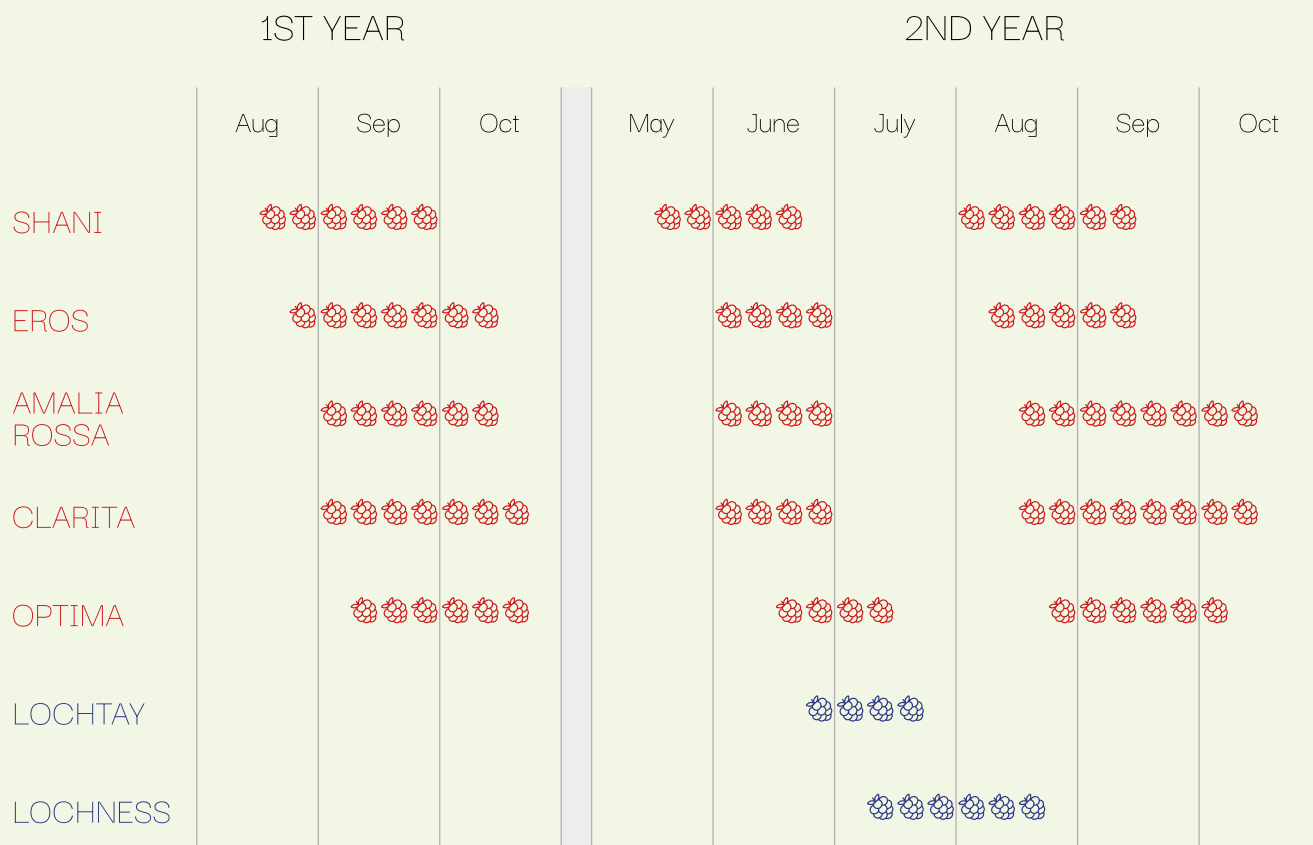 1ST YEAR
2ND YEAR
Aug Sep Oct May June July Aug Sep Oct
SHANI
EROS
AMALIA
ROSSA
CLARITA
OPTIMA
LOCHTAY
LOCHNESS